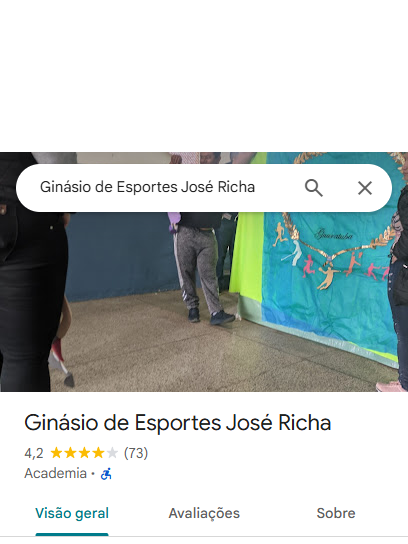 Ginásio de Esportes José Richa
Ginásio de Esportes José Richa
4,2 (73)
Academia ·
Visão geral Avaliações Sobre